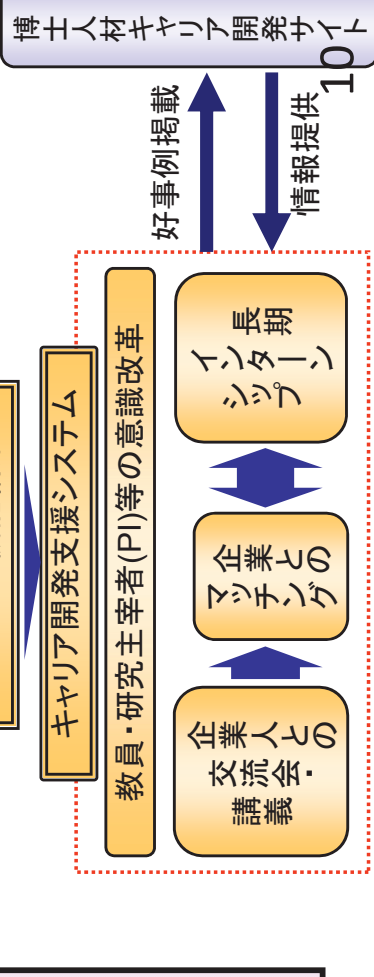 キャリア開発支援システム
教員・研究主宰者(PI)等の意識改革
企業人との
交流会・
講義
企業との
マッチング
長期
インターン
シップ
好事例掲載
情報提供
博士人材キャリア開発サイト
10